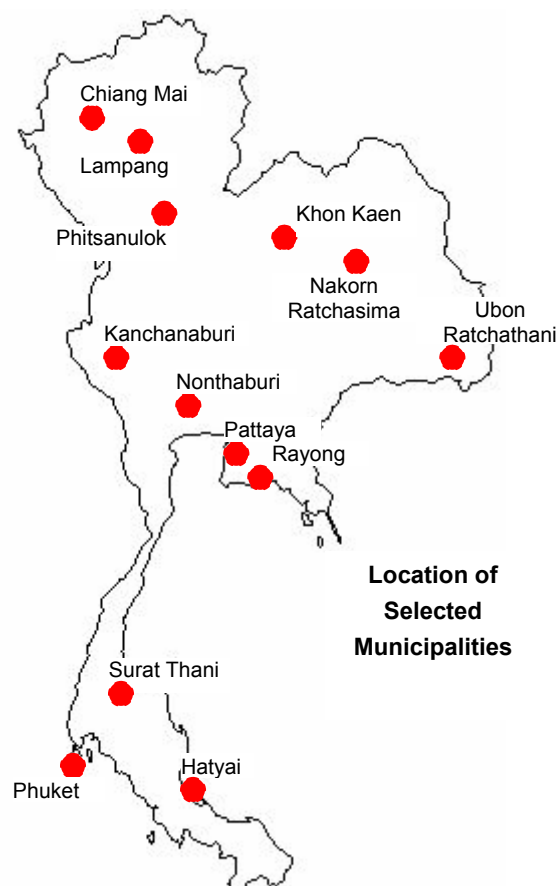 Chiang Mai
Lampang
Phitsanulok
Khon Kaen
Nakorn
Ratchasima
Ubon
Ratchathani
Kanchanaburi
Nonthaburi
Pattaya
Rayong
Location of
Selected
Municipalities
Surat Thani
Phuket
Hatyai